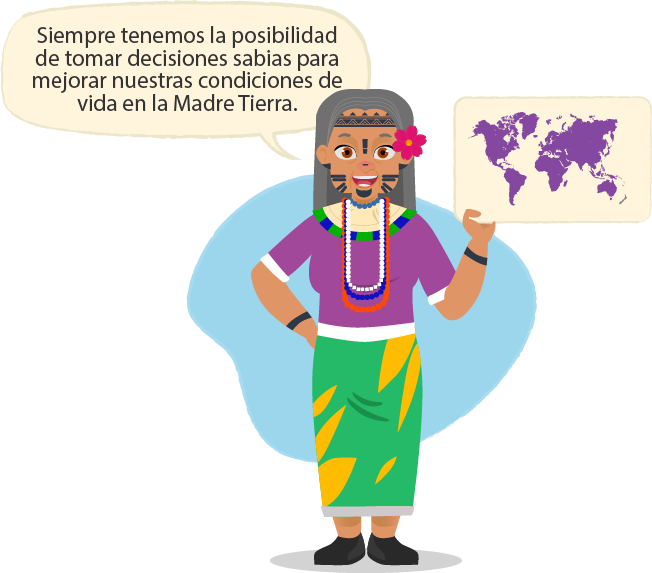 Siempre tenemos la posibilidad
de tomar decisiones sabias para
mejorar nuestras condiciones de
vida en la Madre Tierra.